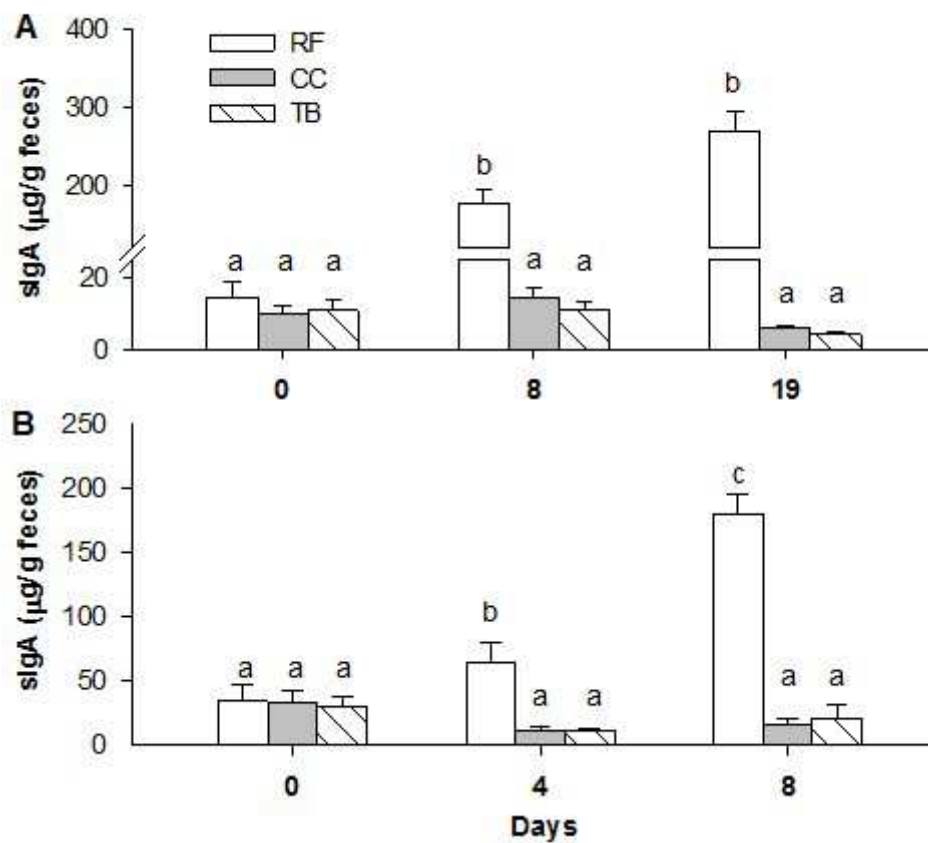 A
sIgA (µg/g feces)
400
300
200
20
0
RF
CC
TB
a a a
b
a a
b
a a
0 8 19
B
sIgA (µg/g feces)
250
200
150
100
50
0
a a a
b
a a
c
a a
0 4 8
Days